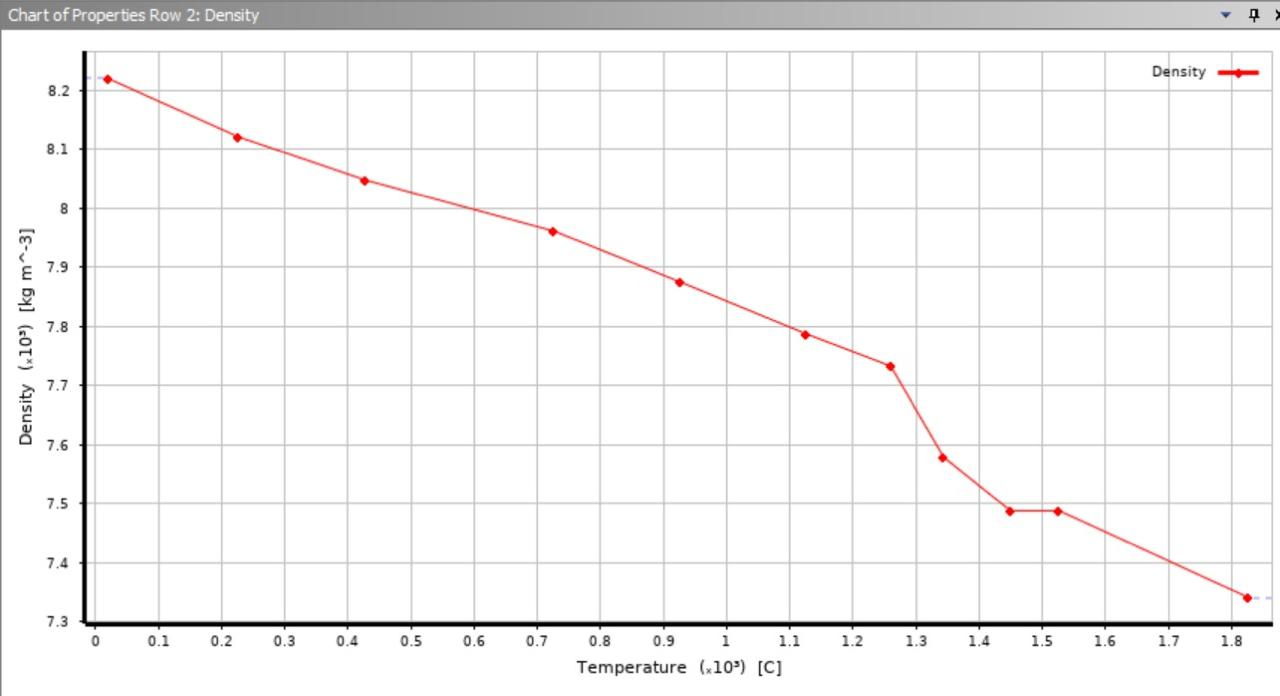 Chart of Properties Row 2: Density
Density
8.2
8.1
8
7.9
7.8
7.7
7.6
7.5
7.4
7.3
Density (ₓ10³) [kg m^-3]
0 0.1 0.2 0.3 0.4 0.5 0.6 0.7 0.8 0.9 1 1.1 1.2 1.3 1.4 1.5 1.6 1.7 1.8
Temperature (ₓ10³) [C]